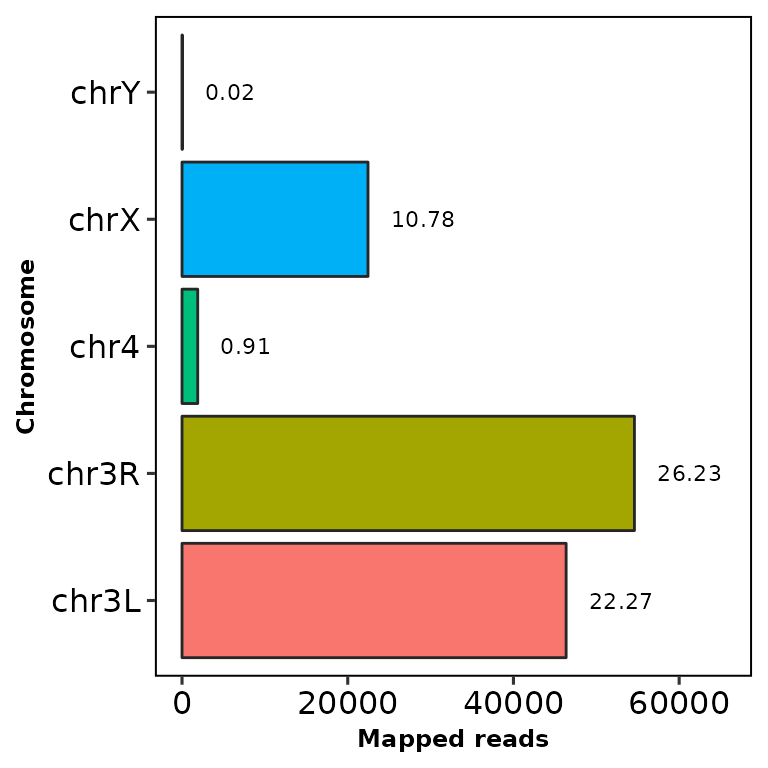 chrY
0.02
chrX
10.78
chr4
0.91
chr3R
26.23
chr3L
22.27
Chromosome
0 20000 40000 60000
Mapped reads